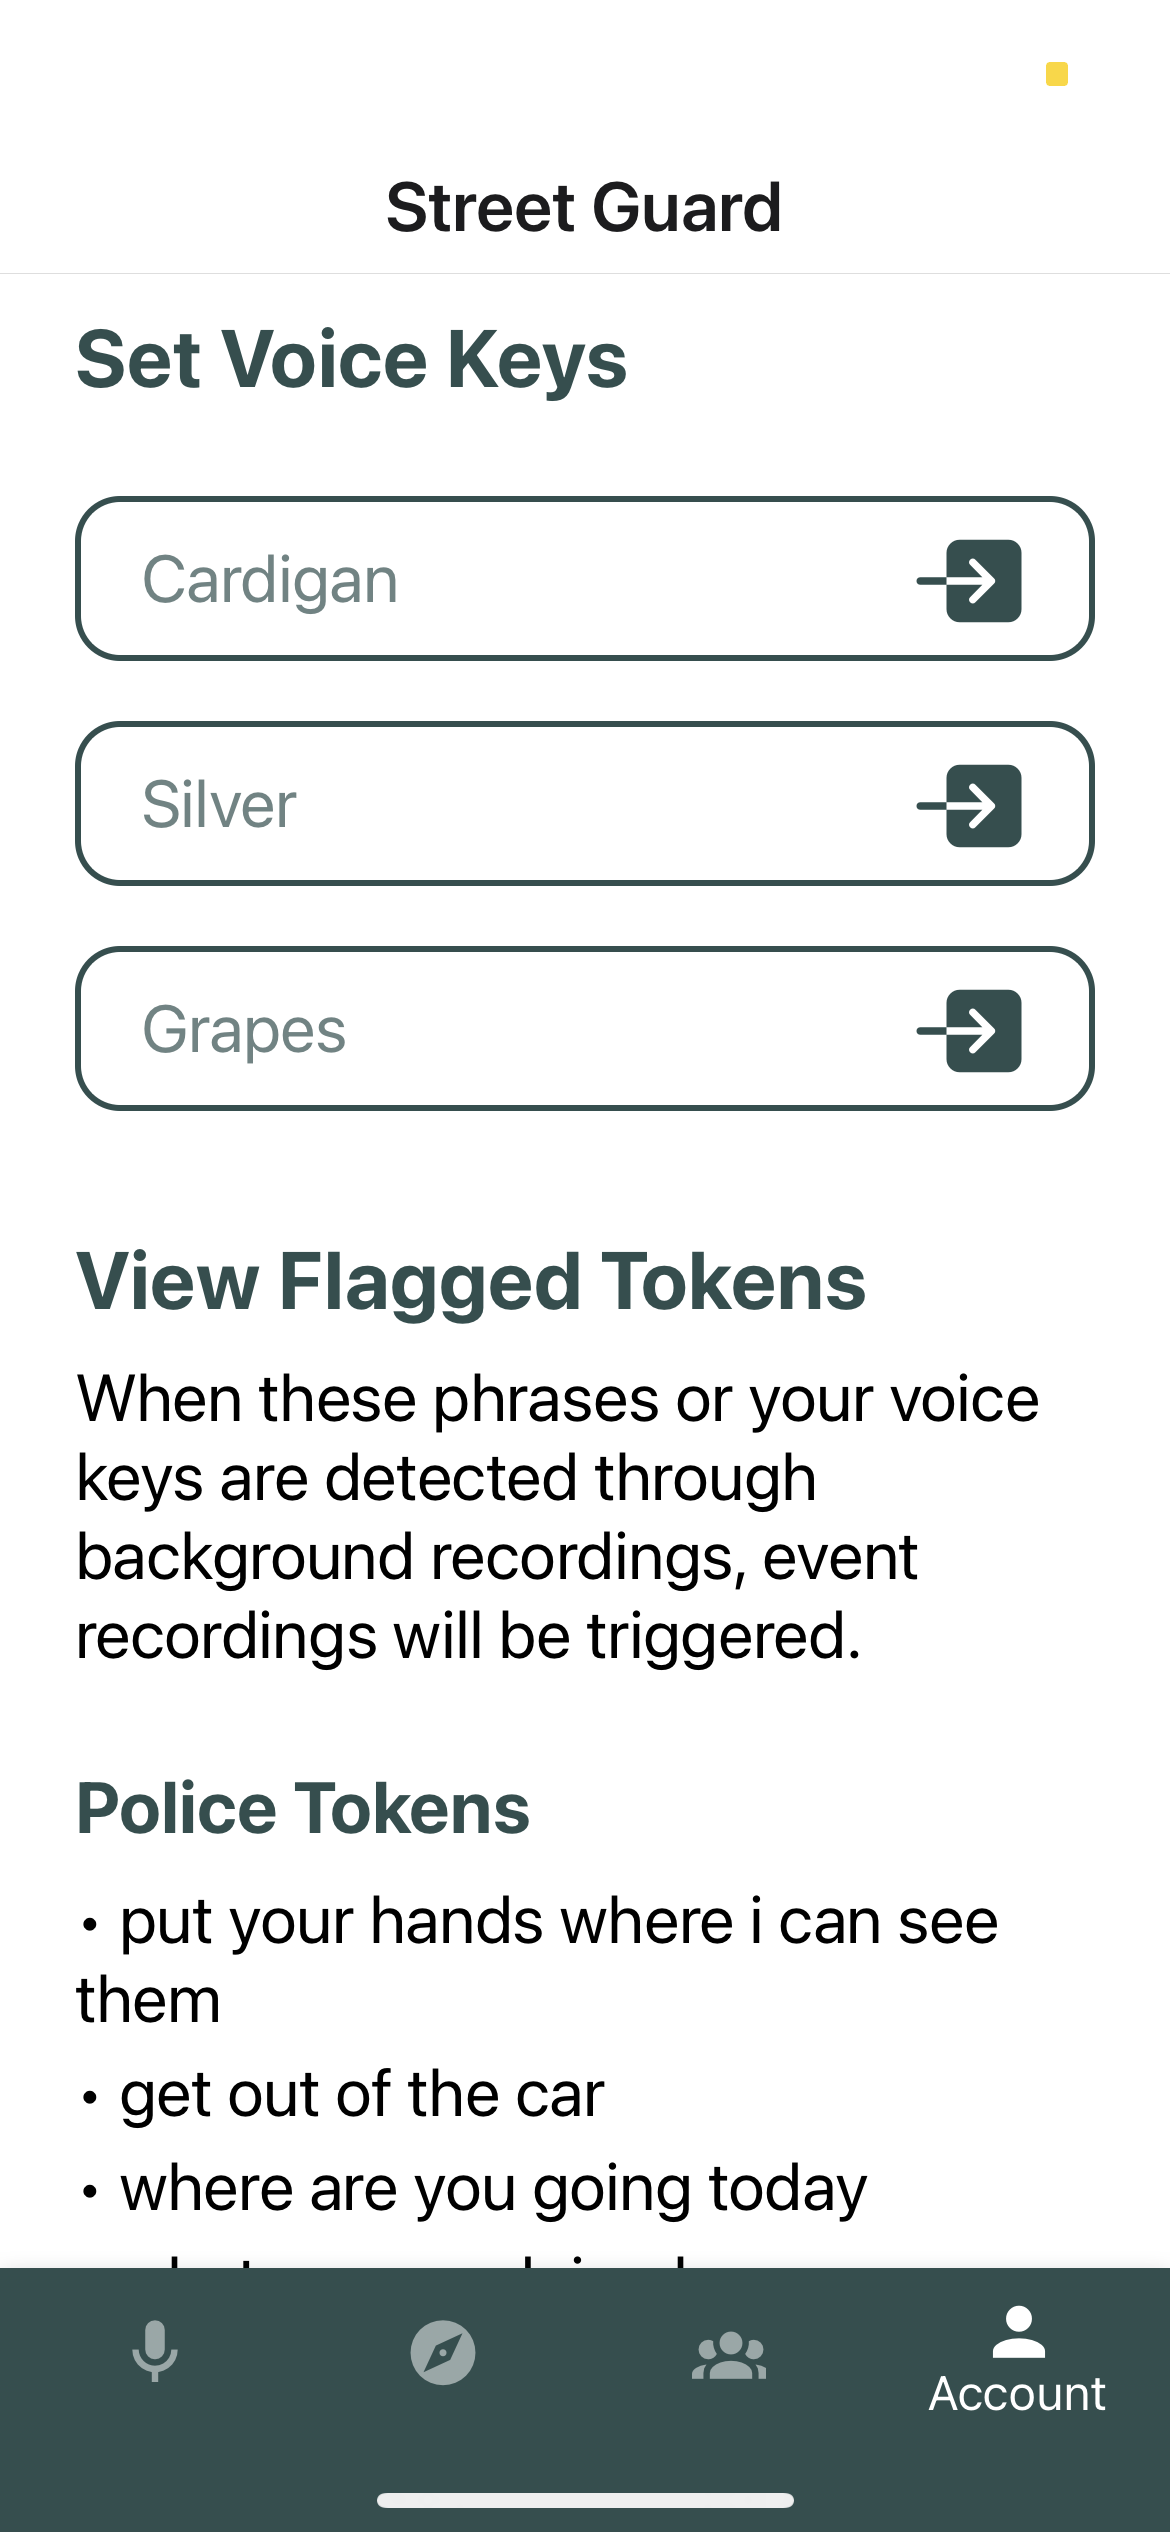 Street Guard
Set Voice Keys
Cardigan
Silver
Grapes
View Flagged Tokens
When these phrases or your voice
keys are detected through
background recordings, event
recordings will be triggered.
Police Tokens
• put your hands where i can see
them
• get out of the car
• where are you going today
Account